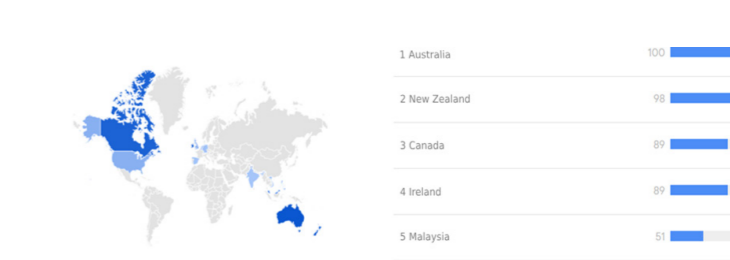 1 Australia 100
2 New Zealand 98
3 Canada 89
4 Ireland 89
5 Malaysia 51